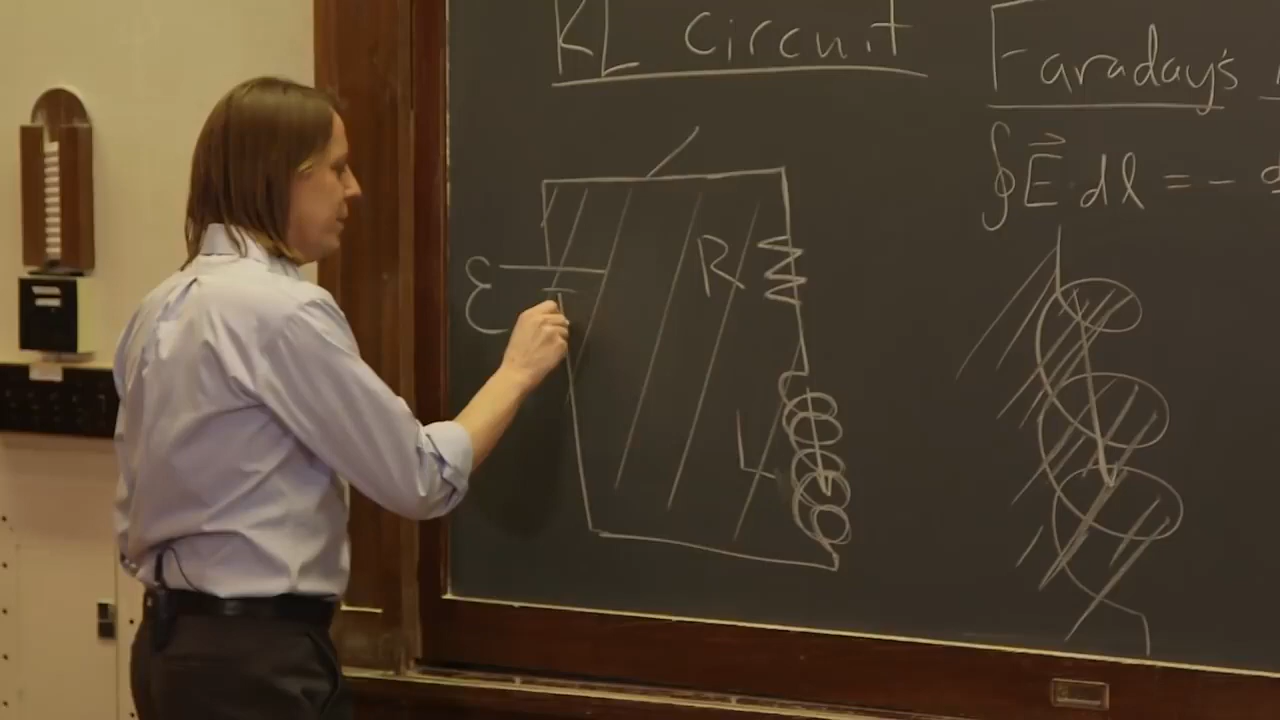 RL Circuit
Faraday's
∮ E⃗ · dl = - d
ε
R
L